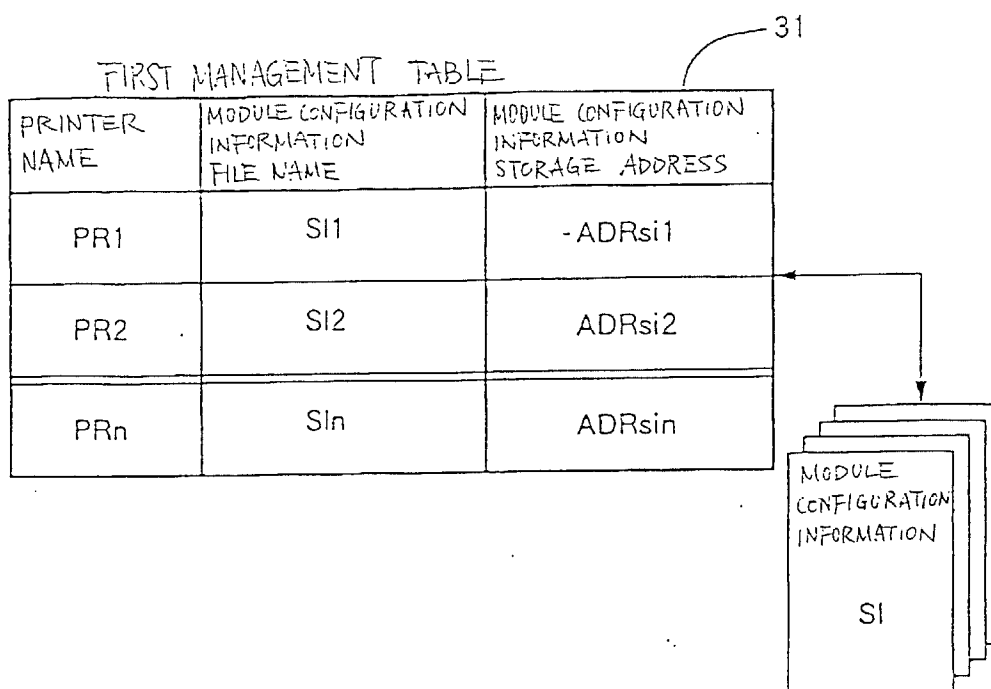 31
FIRST MANAGEMENT TABLE
PRINTER
NAME
MODULE CONFIGURATION
INFORMATION
FILE NAME
MODULE CONFIGURATION
INFORMATION
STORAGE ADDRESS
PR1
SI1
ADRsi1
PR2
SI2
ADRsi2
PRn
SIn
ADRsin
MODULE
CONFIGURATION
INFORMATION
SI